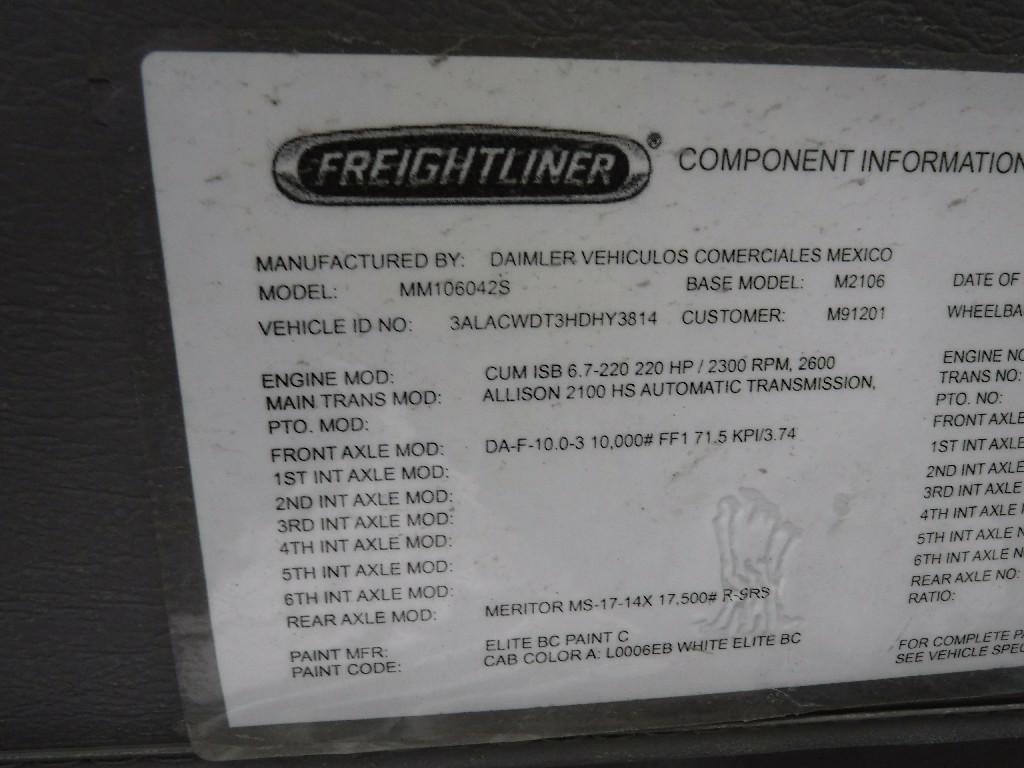 FREIGHTLINER ® COMPONENT INFORMATION
MANUFACTURED BY: DAIMLER VEHICULOS COMERCIALES MEXICO
MODEL: MM106042S BASE MODEL: M2106 DATE OF
VEHICLE ID NO: 3ALACWDT3HDHY3814 CUSTOMER: M91201 WHEELBA
ENGINE MOD: CUM ISB 6.7-220 220 HP / 2300 RPM, 2600 ENGINE NO
MAIN TRANS MOD: ALLISON 2100 HS AUTOMATIC TRANSMISSION, TRANS NO:
PTO. MOD: PTO. NO:
FRONT AXLE MOD: DA-F-10.0-3 10,000# FF1 71.5 KPI/3.74 FRONT AXLE
1ST INT AXLE MOD: 1ST INT AXLE
2ND INT AXLE MOD: 2ND INT AXLE
3RD INT AXLE MOD: 3RD INT AXLE
4TH INT AXLE MOD: 4TH INT AXLE
5TH INT AXLE MOD: 5TH INT AXLE N
6TH INT AXLE MOD: 6TH INT AXLE N
REAR AXLE MOD: MERITOR MS-17-14X 17,500# R-SRS REAR AXLE NO:
RATIO:
PAINT MFR: ELITE BC PAINT C
PAINT CODE: CAB COLOR A: L0006EB WHITE ELITE BC
FOR COMPLETE PA
SEE VEHICLE SPEC